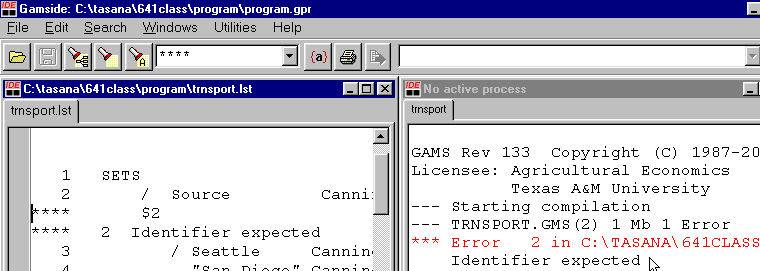 Gamside: C:\tasana\641class\program\program.gpr
File Edit Search Windows Utilities Help
A **** {a}
IDE C:\tasana\641class\program\trnsport.lst
trnsport.lst
1 SETS
2 / Source Cannin
**** $2
**** 2 Identifier expected
3 / Seattle Cannin
4 "San Diego" Cannin
IDE No active process
trnsport
GAMS Rev 133 Copyright (C) 1987-20
Licensee: Agricultural Economics
Texas A&M University
--- Starting compilation
--- TRNSPORT.GMS(2) 1 Mb 1 Error
*** Error 2 in C:\TASANA\641CLASS
Identifier expected